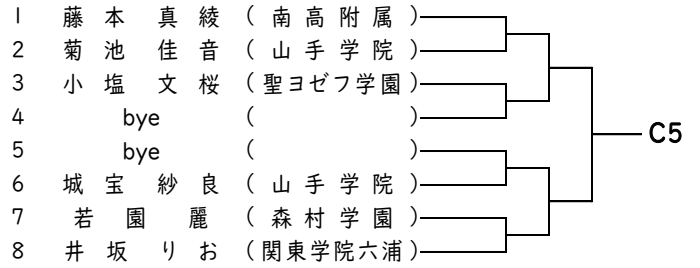 1 藤本 真綾 (南高附属)
2 菊池 佳音 (山手学院)
3 小塩 文桜 (聖ヨゼフ学園)
4 bye ( )
5 bye ( )
6 城宝 紗良 (山手学院)
7 若園 麗 (森村学園)
8 井坂 りお (関東学院六浦)
C5